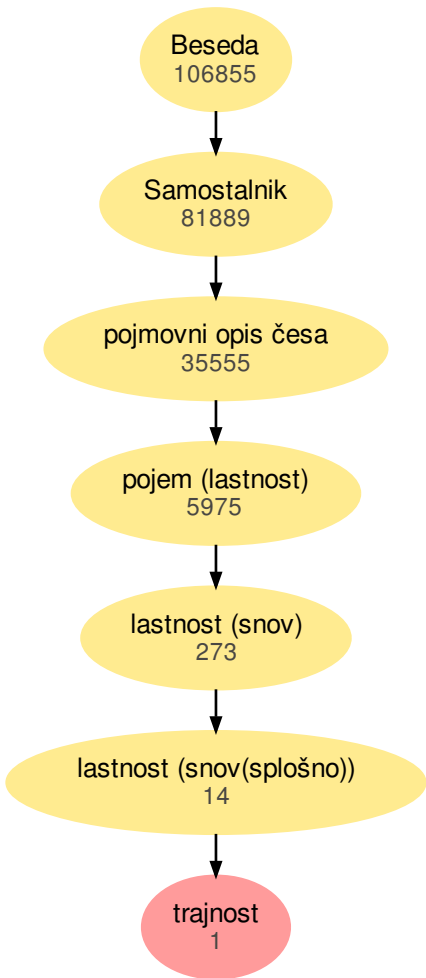 Beseda
106855
Samostalnik
81889
pojmovni opis česa
35555
pojem (lastnost)
5975
lastnost (snov)
273
lastnost (snov(splošno))
14
trajnost
1